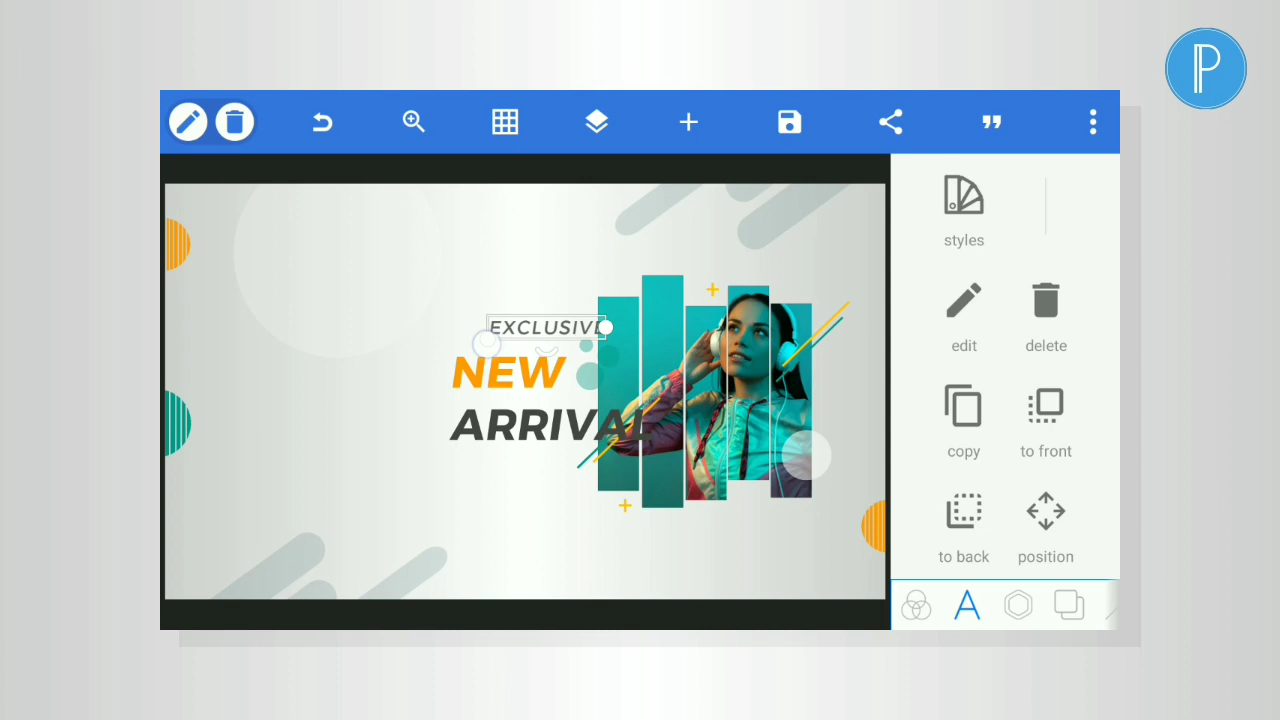 P
styles
EXCLUSIVE
edit
delete
NEW
ARRIVAL
copy
to front
to back
position
A